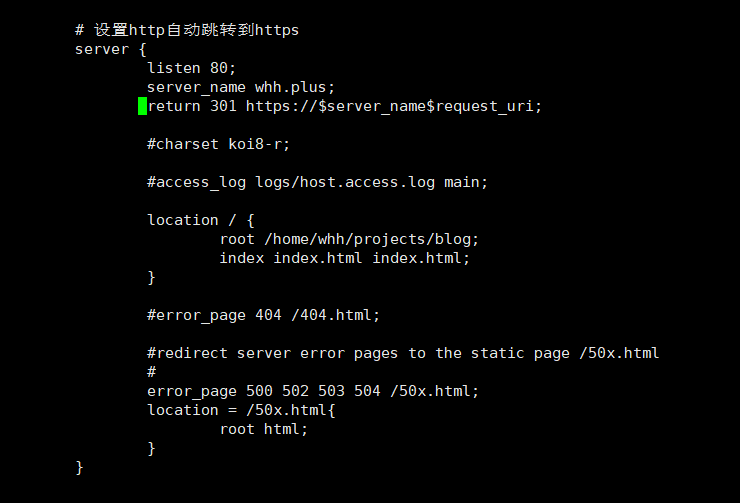 # 设置http自动跳转到https
server {
listen 80;
server_name whh.plus;
return 301 https://$server_name$request_uri;
#charset koi8-r;
#access_log logs/host.access.log main;
location / {
root /home/whh/projects/blog;
index index.html index.html;
}
#error_page 404 /404.html;
#redirect server error pages to the static page /50x.html
#
error_page 500 502 503 504 /50x.html;
location = /50x.html{
root html;
}
}